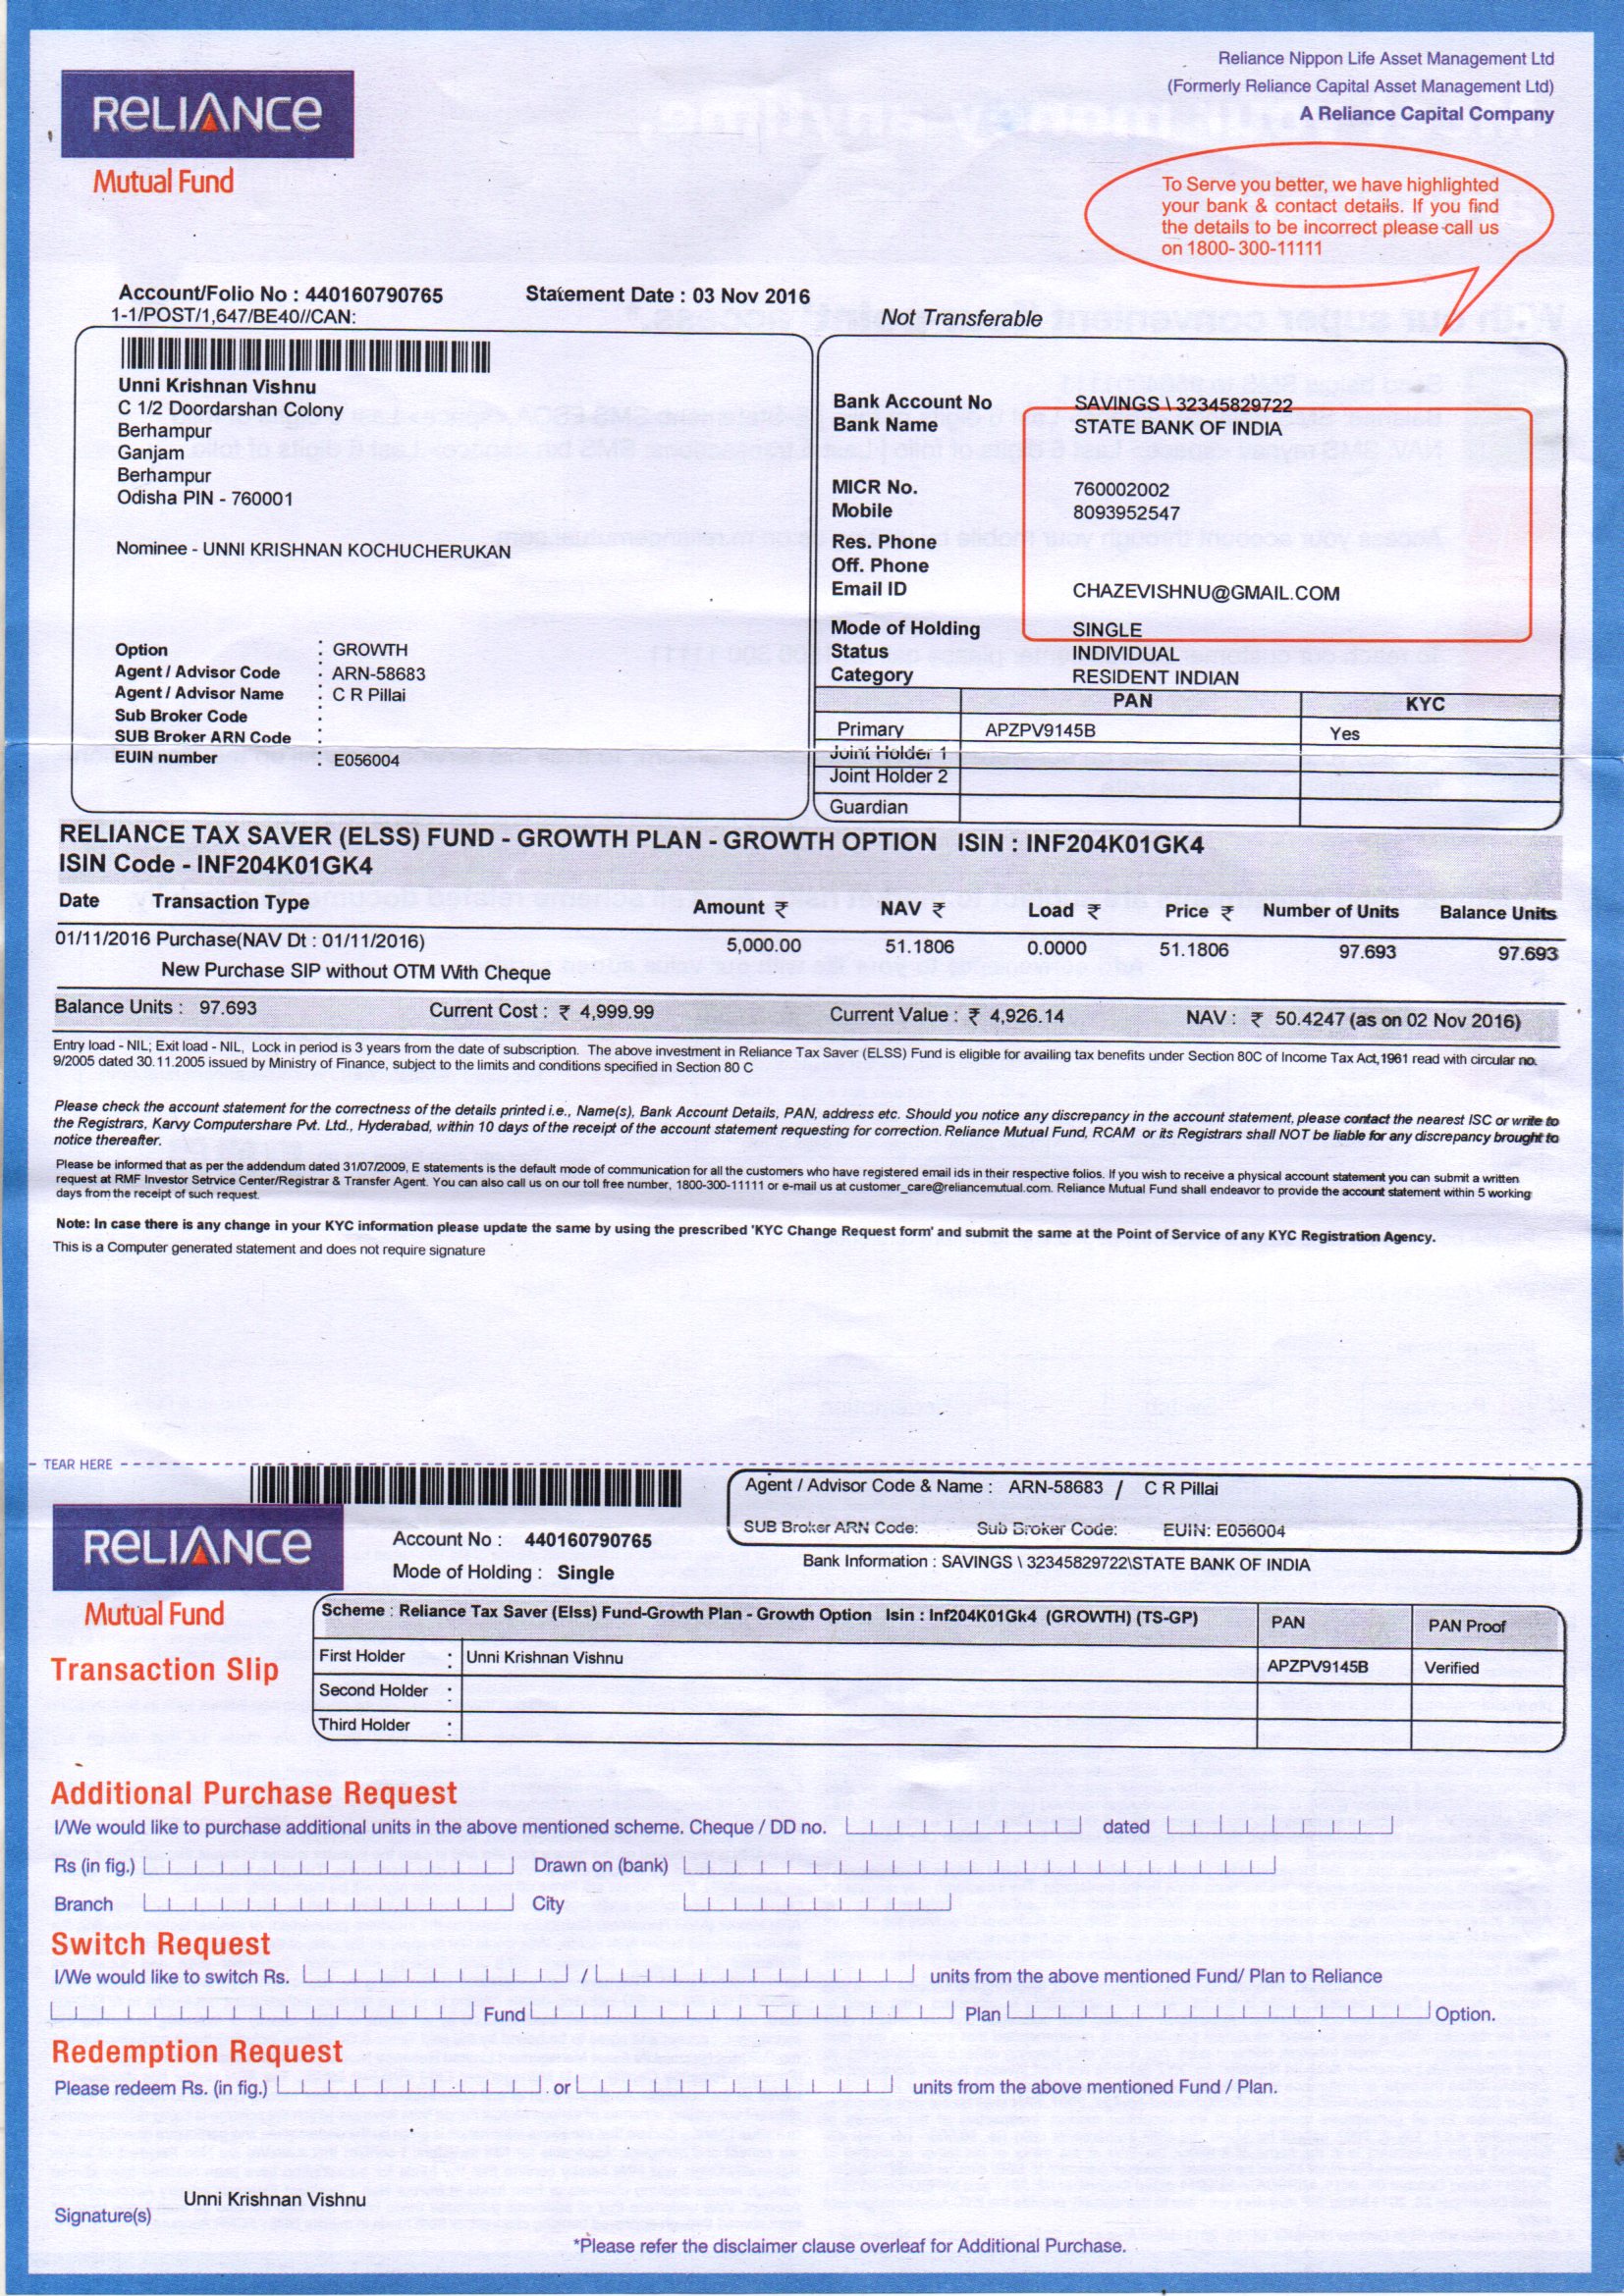 Reliance Nippon Life Asset Management Ltd
(Formerly Reliance Capital Asset Management Ltd)
A Reliance Capital Company
RELIANCE
Mutual Fund
To Serve you better, we have highlighted
your bank & contact details. If you find
the details to be incorrect please call us
on 1800-300-11111
Account/Folio No : 440160790765 Statement Date : 03 Nov 2016
1-1/POST/1,647/BE40//CAN:
Not Transferable
Unni Krishnan Vishnu
C 1/2 Doordarshan Colony
Berhampur
Ganjam
Berhampur
Odisha PIN - 760001
Nominee - UNNI KRISHNAN KOCHUCHERUKAN
Option : GROWTH
Agent / Advisor Code : ARN-58683
Agent / Advisor Name : C R Pillai
Sub Broker Code :
SUB Broker ARN Code :
EUIN number : E056004
Bank Account No SAVINGS \ 32345829722
Bank Name STATE BANK OF INDIA
MICR No. 760002002
Mobile 8093952547
Res. Phone
Off. Phone
Email ID CHAZEVISHNU@GMAIL.COM
Mode of Holding SINGLE
Status INDIVIDUAL
Category RESIDENT INDIAN
PAN KYC
Primary APZPV9145B Yes
Joint Holder 1
Joint Holder 2
Guardian
RELIANCE TAX SAVER (ELSS) FUND - GROWTH PLAN - GROWTH OPTION ISIN : INF204K01GK4
ISIN Code - INF204K01GK4
Date Transaction Type Amount ₹ NAV ₹ Load ₹ Price ₹ Number of Units Balance Units
01/11/2016 Purchase(NAV Dt : 01/11/2016) 5,000.00 51.1806 0.0000 51.1806 97.693 97.693
New Purchase SIP without OTM With Cheque
Balance Units : 97.693 Current Cost : ₹ 4,999.99 Current Value : ₹ 4,926.14 NAV : ₹ 50.4247 (as on 02 Nov 2016)
Entry load - NIL; Exit load - NIL, Lock in period is 3 years from the date of subscription. The above investment in Reliance Tax Saver (ELSS) Fund is eligible for availing tax benefits under Section 80C of Income Tax Act,1961 read with circular no.
9/2005 dated 30.11.2005 issued by Ministry of Finance, subject to the limits and conditions specified in Section 80 C
Please check the account statement for the correctness of the details printed i.e., Name(s), Bank Account Details, PAN, address etc. Should you notice any discrepancy in the account statement, please contact the nearest ISC or write to
the Registrars, Karvy Computershare Pvt. Ltd., Hyderabad, within 10 days of the receipt of the account statement requesting for correction. Reliance Mutual Fund, RCAM or its Registrars shall NOT be liable for any discrepancy brought to
notice thereafter.
Please be informed that as per the addendum dated 31/07/2009, E statements is the default mode of communication for all the customers who have registered email ids in their respective folios. If you wish to receive a physical account statement you can submit a written
request at RMF Investor Setrvice Center/Registrar & Transfer Agent. You can also call us on our toll free number, 1800-300-11111 or e-mail us at customer_care@reliancemutual.com. Reliance Mutual Fund shall endeavor to provide the account statement within 5 working
days from the receipt of such request.
Note: In case there is any change in your KYC information please update the same by using the prescribed 'KYC Change Request form' and submit the same at the Point of Service of any KYC Registration Agency.
This is a Computer generated statement and does not require signature
TEAR HERE
RELIANCE
Mutual Fund
Transaction Slip
Account No : 440160790765
Mode of Holding : Single
Agent / Advisor Code & Name : ARN-58683 / C R Pillai
SUB Broker ARN Code: Sub Broker Code: EUIN: E056004
Bank Information : SAVINGS \ 32345829722\STATE BANK OF INDIA
Scheme : Reliance Tax Saver (Elss) Fund-Growth Plan - Growth Option Isin : Inf204K01Gk4 (GROWTH) (TS-GP) PAN PAN Proof
First Holder : Unni Krishnan Vishnu APZPV9145B Verified
Second Holder :
Third Holder :
Additional Purchase Request
I/We would like to purchase additional units in the above mentioned scheme. Cheque / DD no. dated
Rs (in fig.) Drawn on (bank)
Branch City
Switch Request
I/We would like to switch Rs. / units from the above mentioned Fund/ Plan to Reliance
Fund Plan Option.
Redemption Request
Please redeem Rs. (in fig.) or units from the above mentioned Fund / Plan.
Unni Krishnan Vishnu
Signature(s)
*Please refer the disclaimer clause overleaf for Additional Purchase.